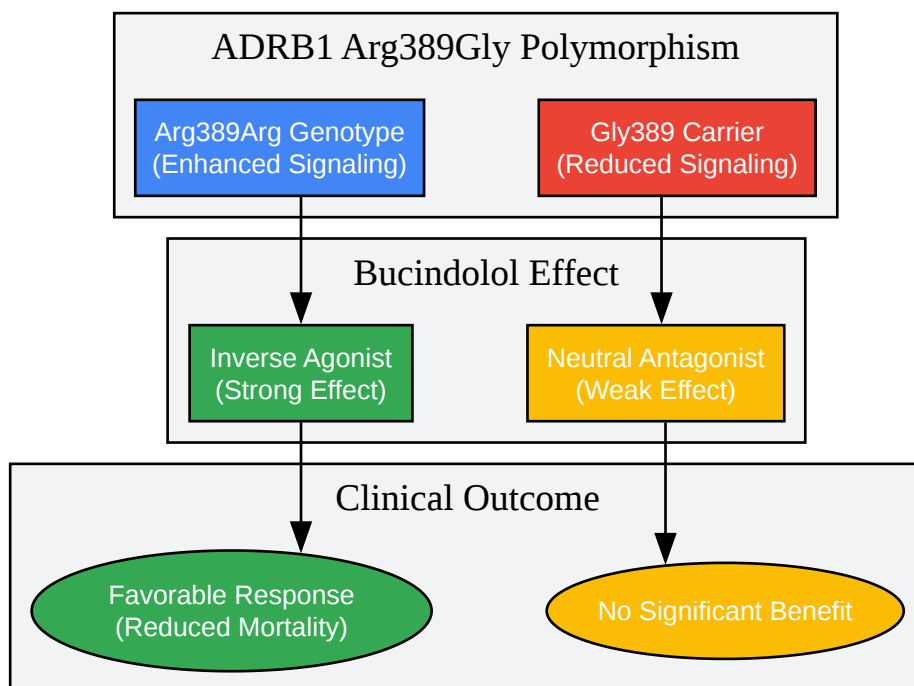 ADRB1 Arg389Gly Polymorphism
Arg389Arg Genotype
(Enhanced Signaling)
Gly389 Carrier
(Reduced Signaling)
Bucindolol Effect
Inverse Agonist
(Strong Effect)
Neutral Antagonist
(Weak Effect)
Clinical Outcome
Favorable Response
(Reduced Mortality)
No Significant Benefit